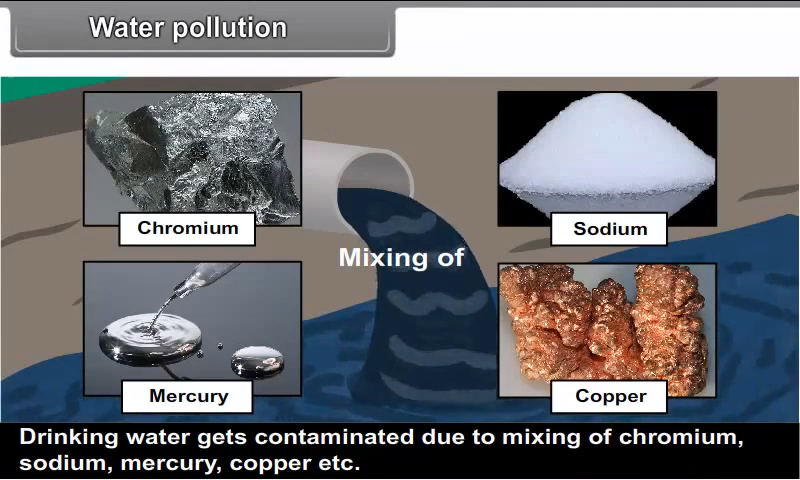 Water pollution
Chromium
Sodium
Mixing of
Mercury
Copper
Drinking water gets contaminated due to mixing of chromium,
sodium, mercury, copper etc.